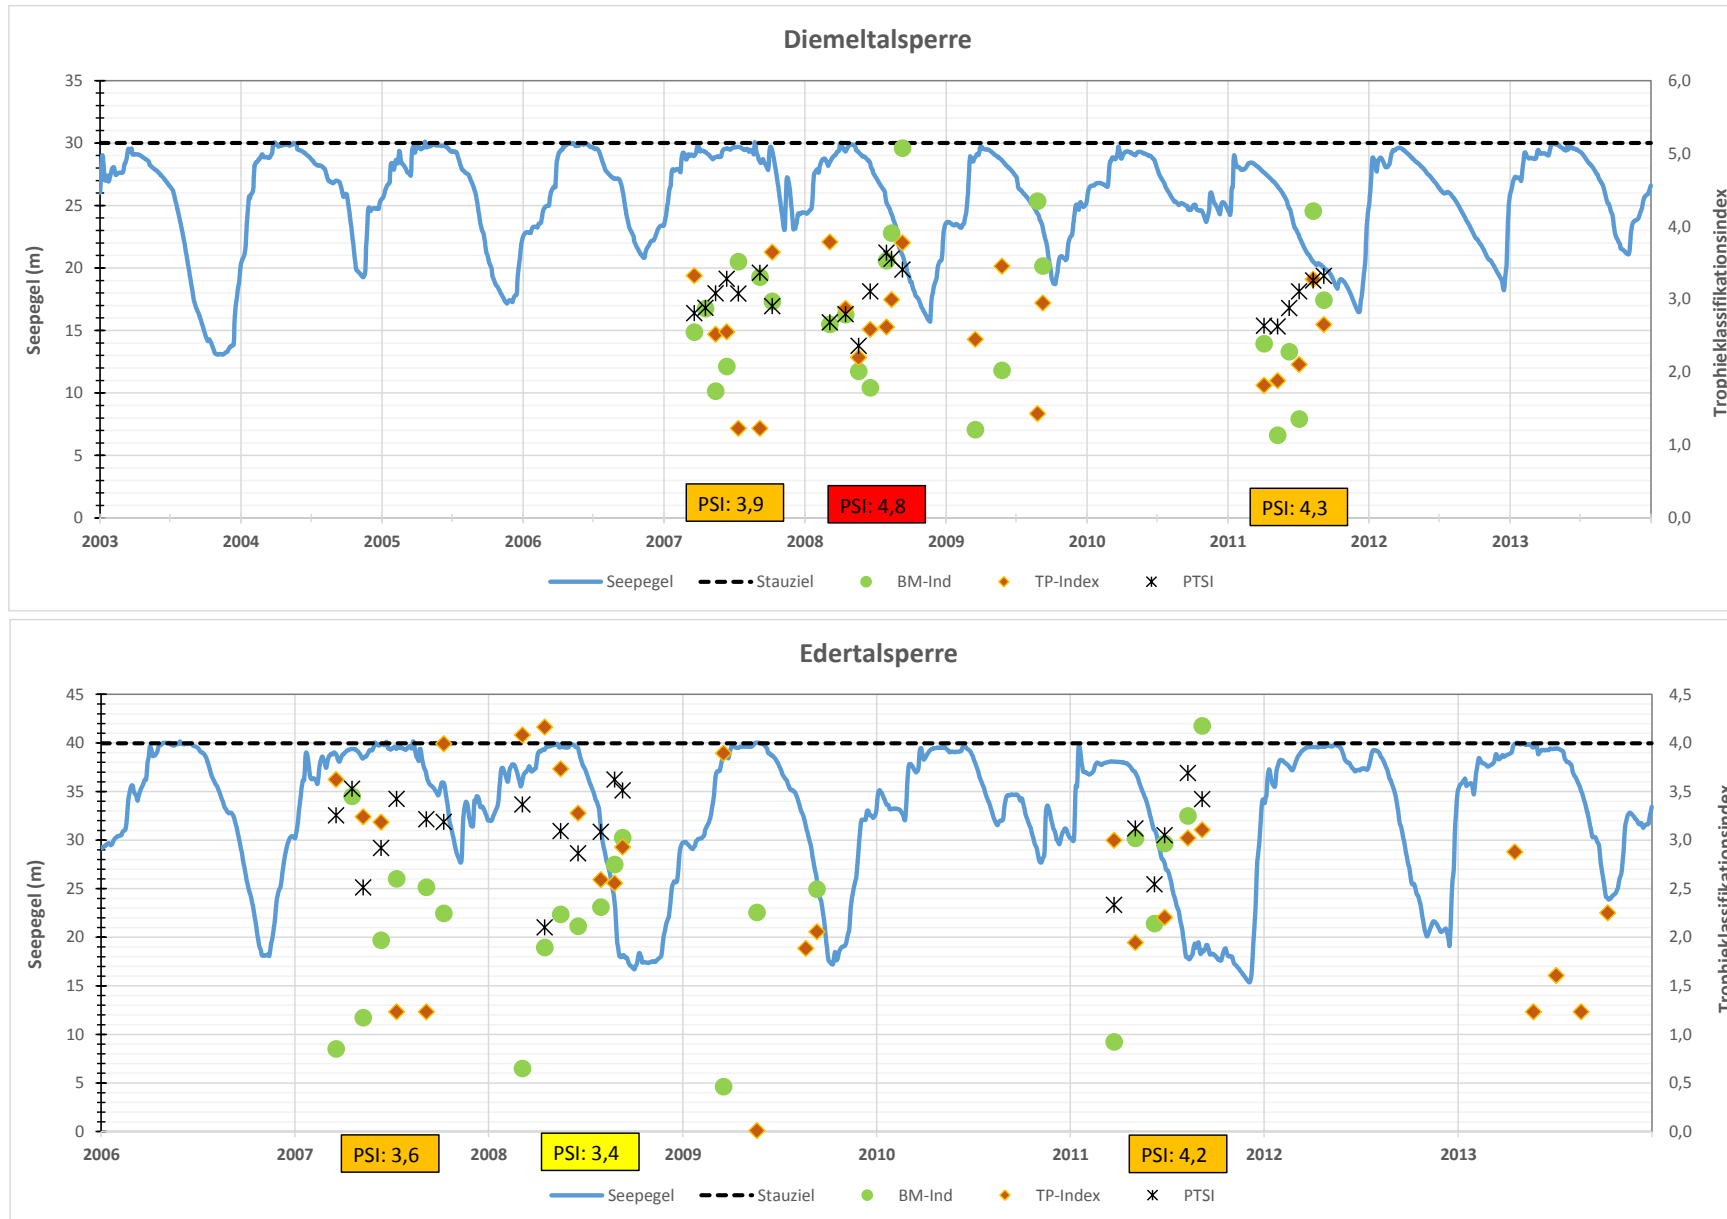 Diemeltalsperre
35
30
25
20
15
10
5
0
Seepegel (m)
6,0
5,0
4,0
3,0
2,0
1,0
0,0
Trophieklassifikationsindex
PSI: 3,9
PSI: 4,8
PSI: 4,3
2003 2004 2005 2006 2007 2008 2009 2010 2011 2012 2013
Seepegel Stauziel BM-Ind TP-Index PTSI
Edertalsperre
45
40
35
30
25
20
15
10
5
0
Seepegel (m)
4,5
4,0
3,5
3,0
2,5
2,0
1,5
1,0
0,5
0,0
Trophieklassifikationsindex
2006 2007 2008 2009 2010 2011 2012 2013
PSI: 3,6
PSI: 3,4
PSI: 4,2
Seepegel Stauziel BM-Ind TP-Index PTSI